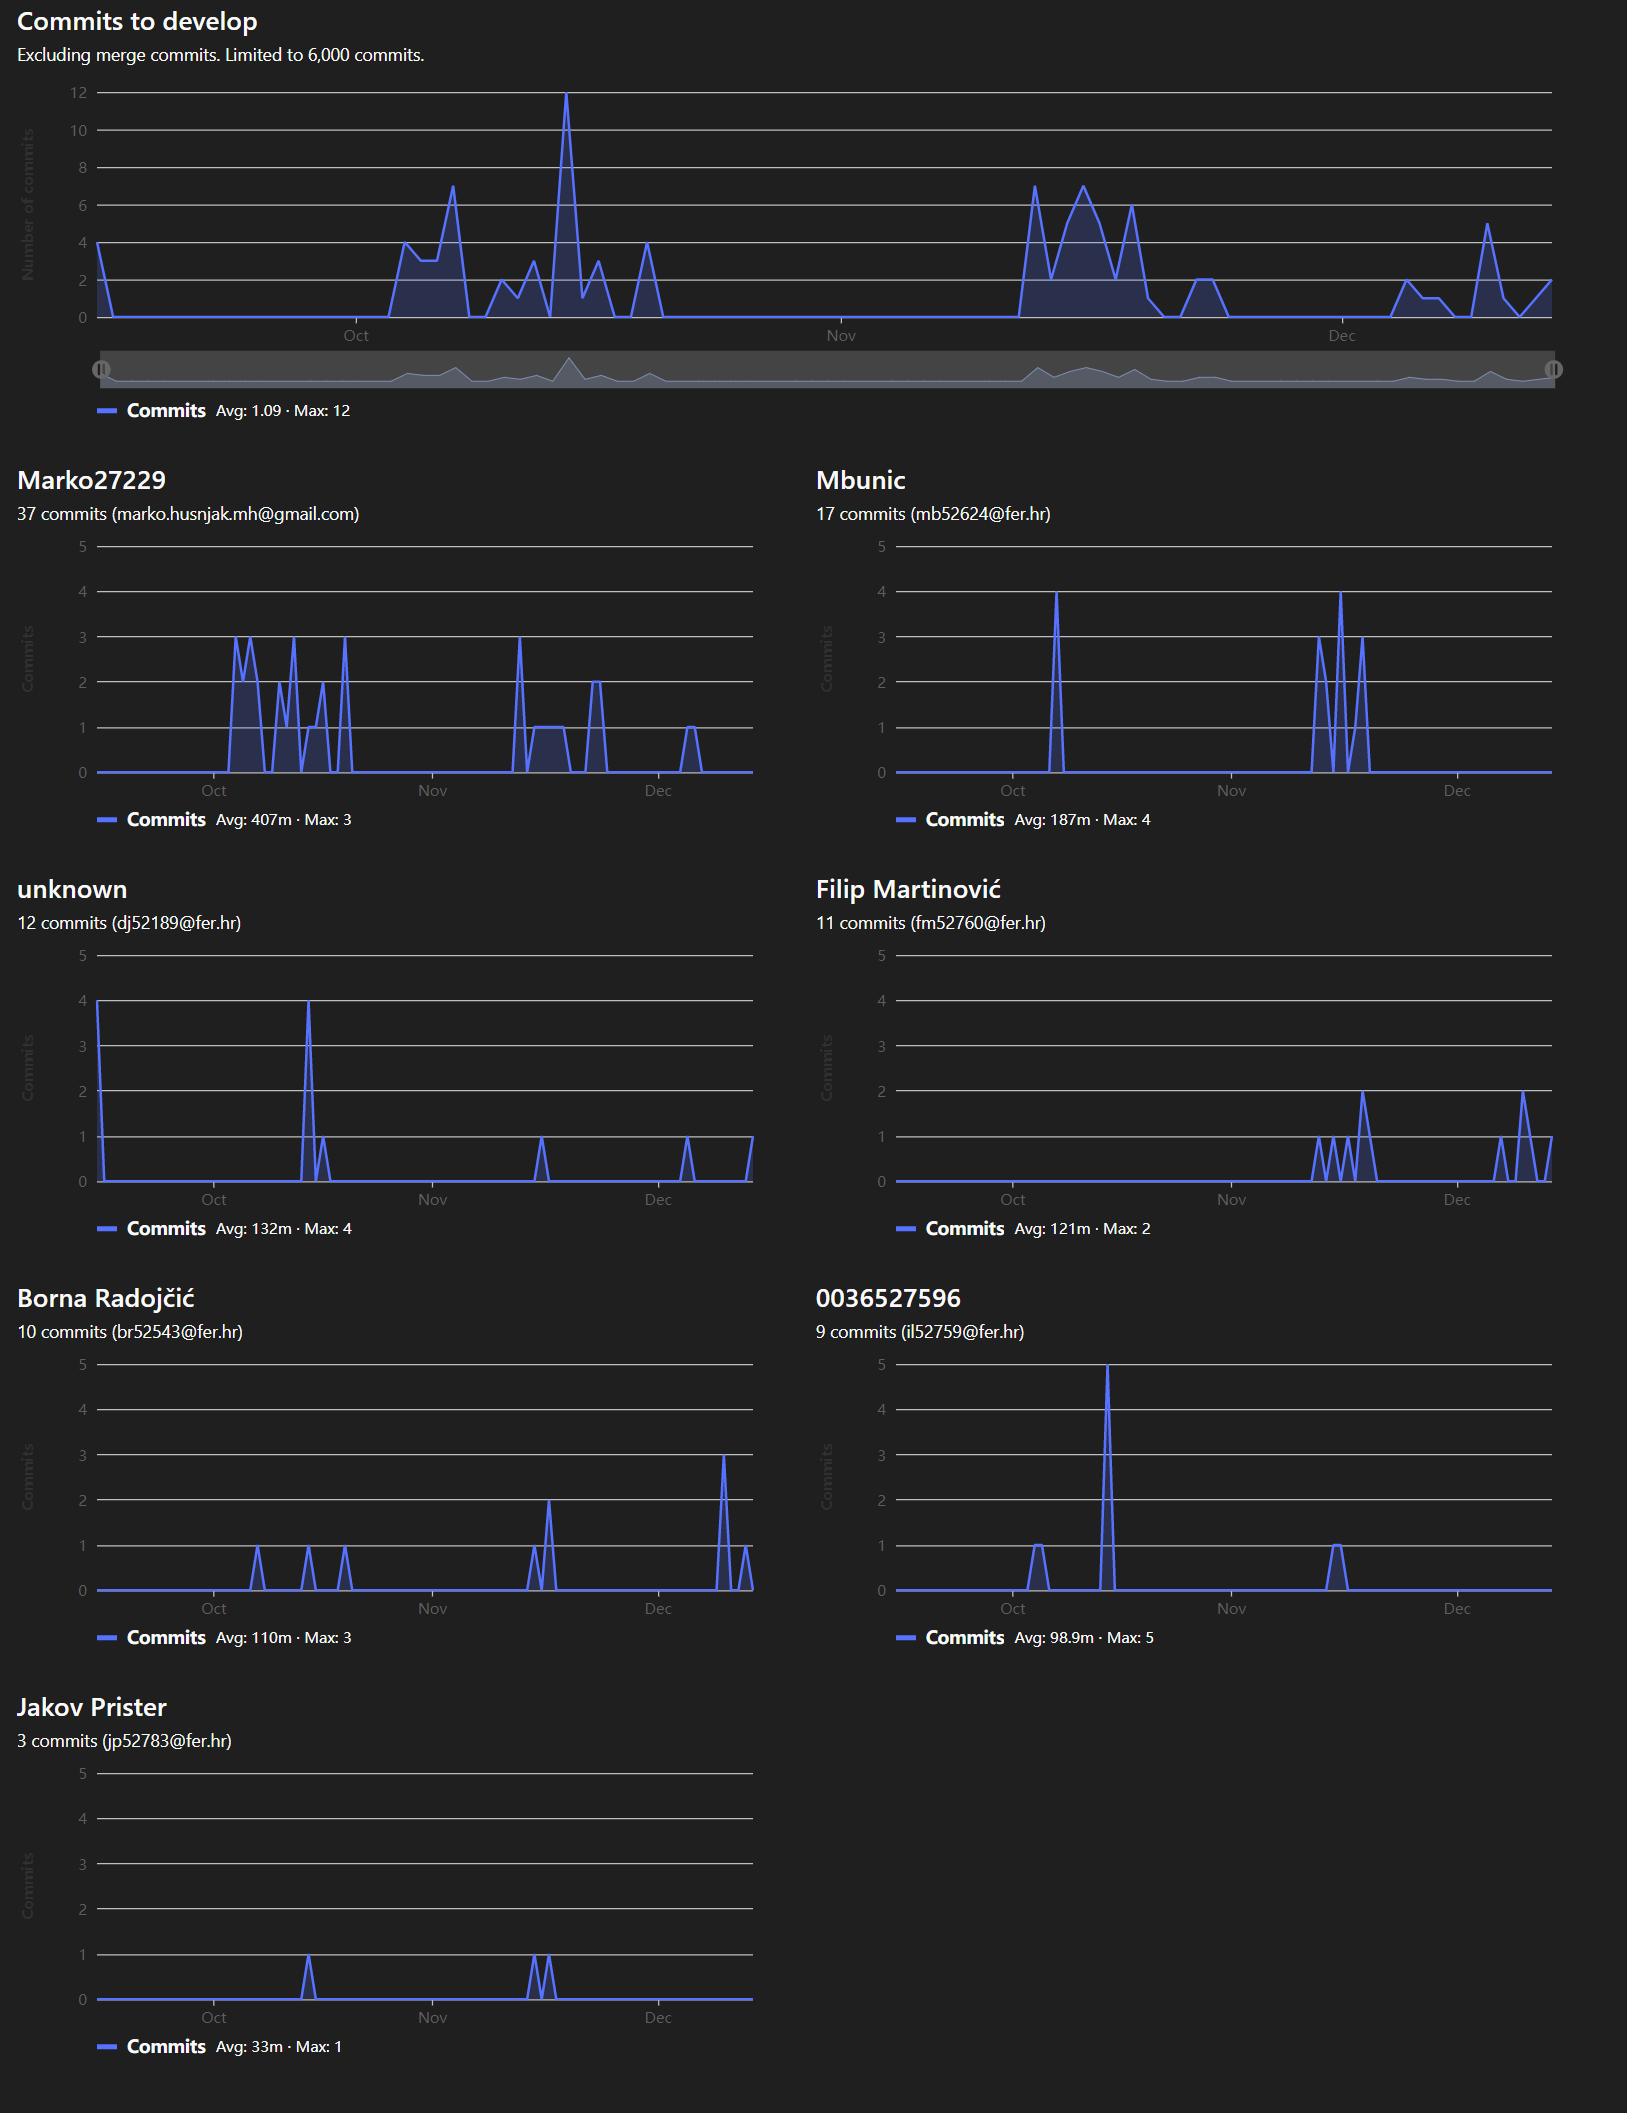 Commits to develop
Excluding merge commits. Limited to 6,000 commits.
Number of commits
12
10
8
6
4
2
0
Oct Nov Dec
Commits Avg: 1.09 · Max: 12
Marko27229
37 commits (marko.husnjak.mh@gmail.com)
Commits
5
4
3
2
1
0
Oct Nov Dec
Commits Avg: 407m · Max: 3
Mbunic
17 commits (mb52624@fer.hr)
Commits
5
4
3
2
1
0
Oct Nov Dec
Commits Avg: 187m · Max: 4
unknown
12 commits (dj52189@fer.hr)
Commits
5
4
3
2
1
0
Oct Nov Dec
Commits Avg: 132m · Max: 4
Filip Martinović
11 commits (fm52760@fer.hr)
Commits
5
4
3
2
1
0
Oct Nov Dec
Commits Avg: 121m · Max: 2
Borna Radojčić
10 commits (br52543@fer.hr)
Commits
5
4
3
2
1
0
Oct Nov Dec
Commits Avg: 110m · Max: 3
0036527596
9 commits (il52759@fer.hr)
Commits
5
4
3
2
1
0
Oct Nov Dec
Commits Avg: 98.9m · Max: 5
Jakov Prister
3 commits (jp52783@fer.hr)
Commits
5
4
3
2
1
0
Oct Nov Dec
Commits Avg: 33m · Max: 1